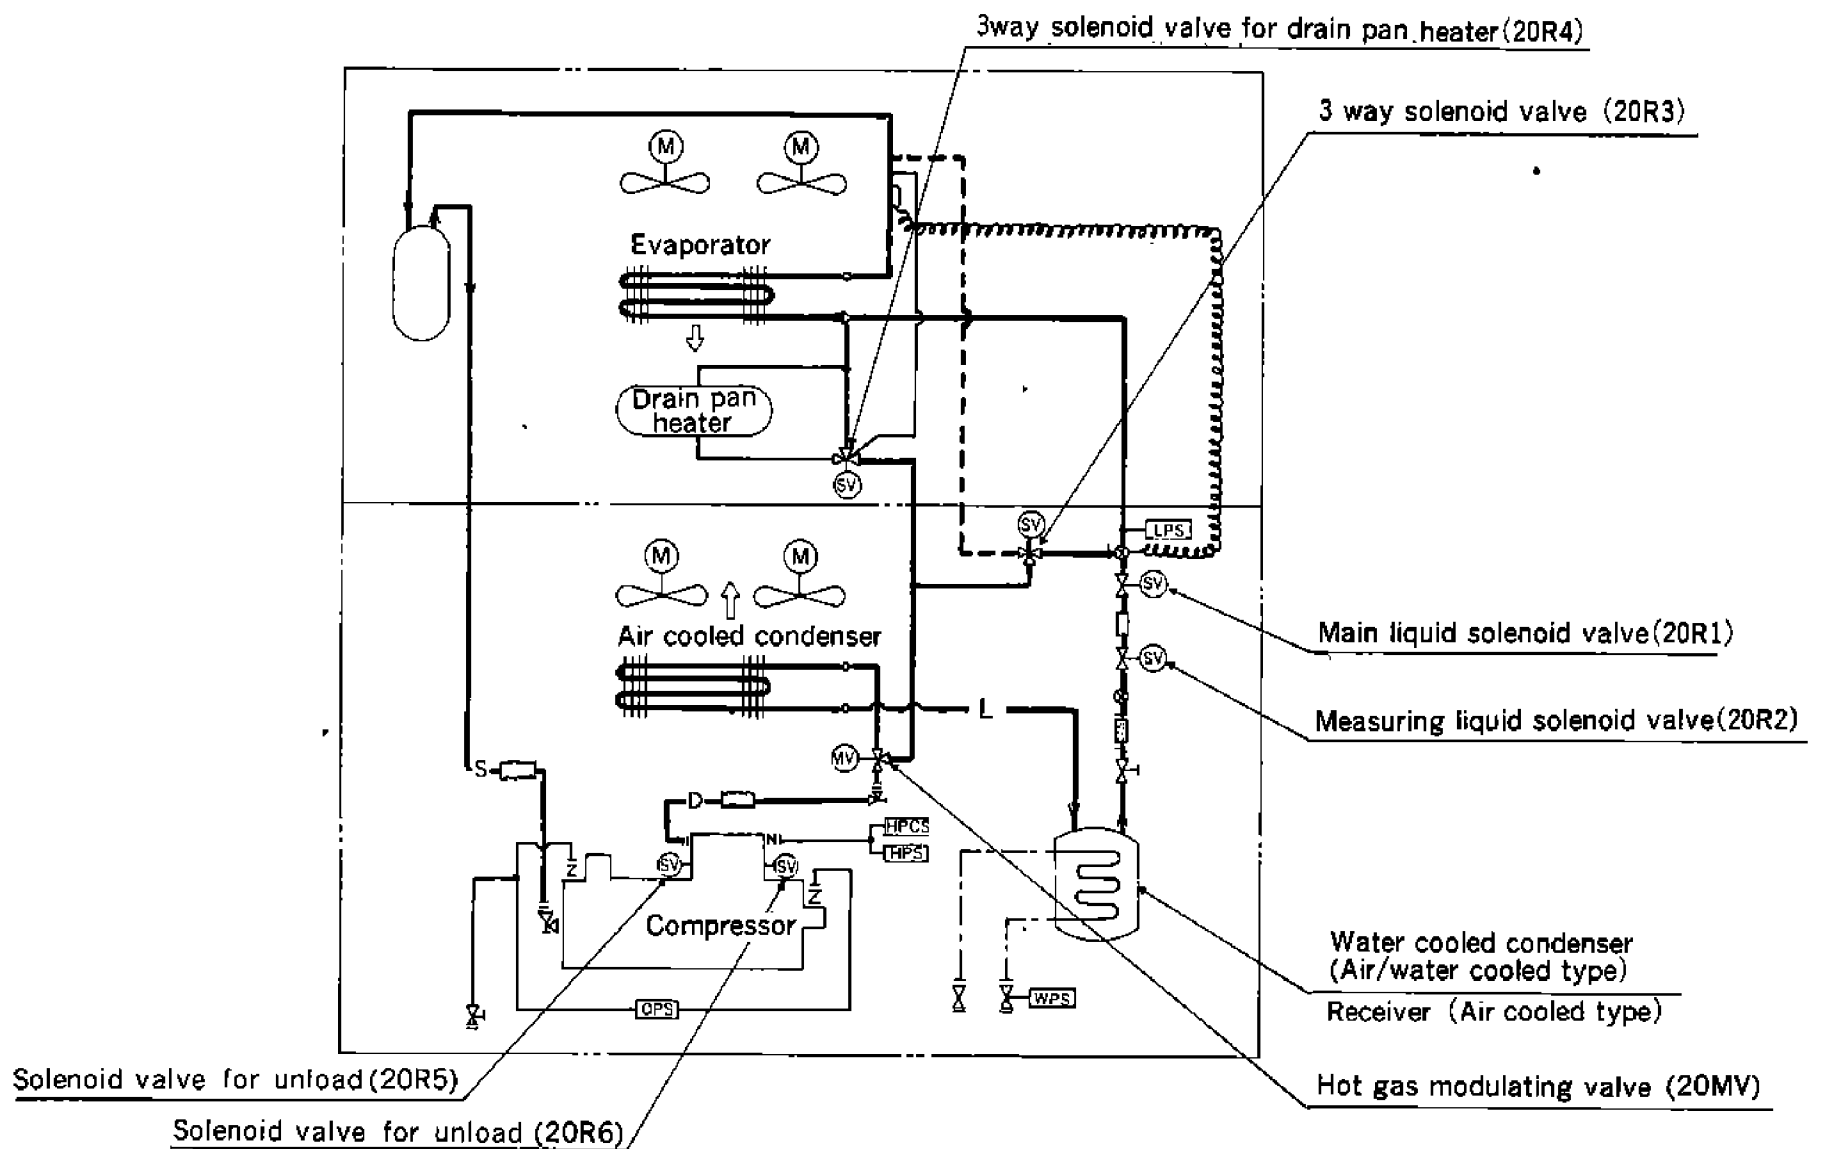 3way solenoid valve for drain pan heater(20R4)
3 way solenoid valve (20R3)
M
M
Evaporator
Drain pan
heater
SV
SV
LPS
M
M
SV
Air cooled condenser
Main liquid solenoid valve(20R1)
SV
L
Measuring liquid solenoid valve(20R2)
MV
S
D
HPCS
HPS
SV
SV
Compressor
Water cooled condenser
(Air/water cooled type)
WPS
OPS
Receiver (Air cooled type)
Solenoid valve for unload(20R5)
Hot gas modulating valve (20MV)
Solenoid valve for unload (20R6)